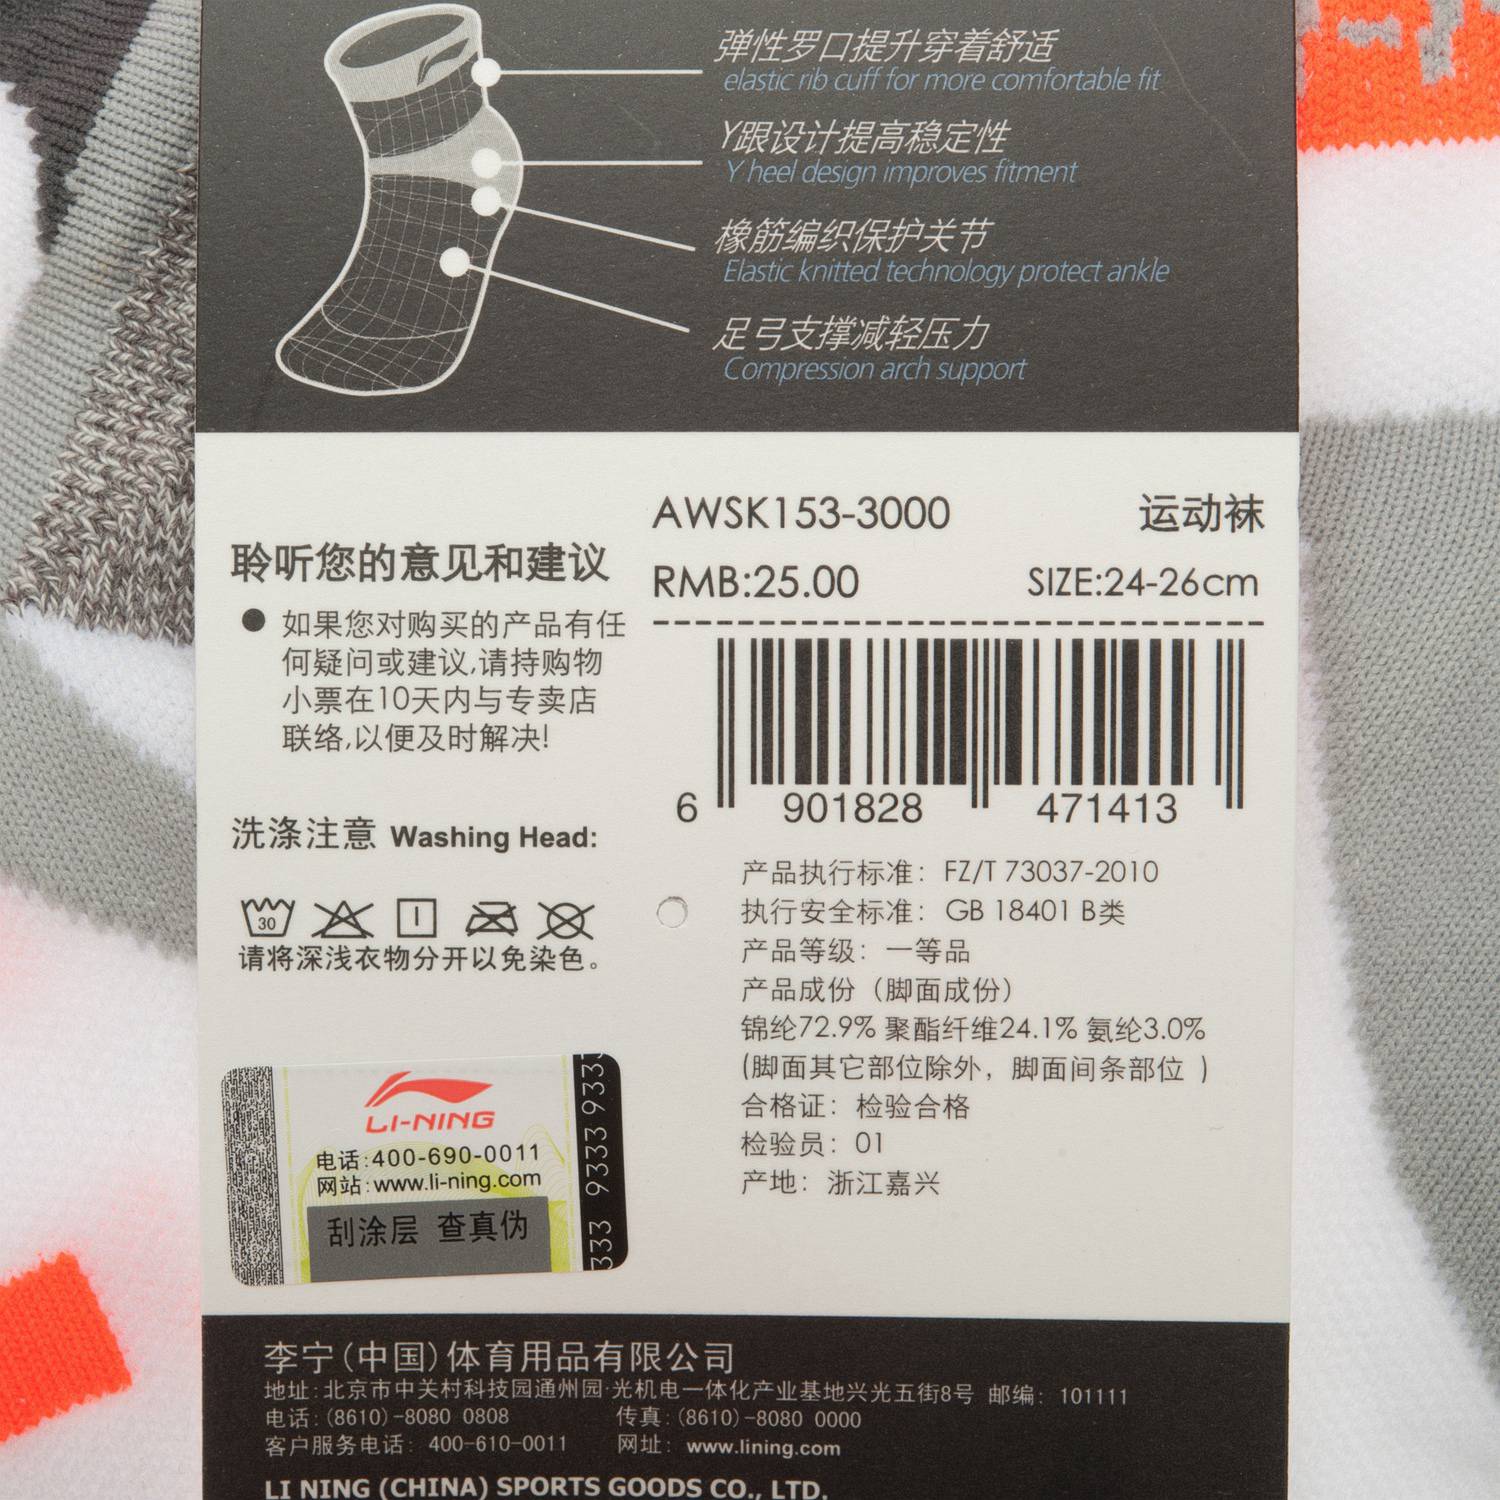 弹性罗口提升穿着舒适
elastic rib cuff for more comfortable fit
Y跟设计提高稳定性
Y heel design improves fitment
橡筋编织保护关节
Elastic knitted technology protect ankle
足弓支撑减轻压力
Compression arch support
聆听您的意见和建议
● 如果您对购买的产品有任
何疑问或建议,请持购物
小票在10天内与专卖店
联络,以便及时解决!
洗涤注意 Washing Head:
30
请将深浅衣物分开以免染色。
AWSK153-3000 运动袜
RMB:25.00 SIZE:24-26cm
6 901828 471413
产品执行标准: FZ/T 73037-2010
执行安全标准: GB 18401 B类
产品等级: 一等品
产品成份（脚面成份）
锦纶72.9% 聚酯纤维24.1% 氨纶3.0%
(脚面其它部位除外，脚面间条部位 )
合格证: 检验合格
检验员: 01
产地: 浙江嘉兴
LI-NING
电话:400-690-0011
网站:www.li-ning.com
刮涂层 查真伪
333 9333 933
李宁(中国)体育用品有限公司
地址:北京市中关村科技园通州园·光机电一体化产业基地兴光五街8号 邮编: 101111
电话:(8610)-8080 0808 传真:(8610)-8080 0000
客户服务电话: 400-610-0011 网址: www.lining.com
LI NING (CHINA) SPORTS GOODS CO., LTD.